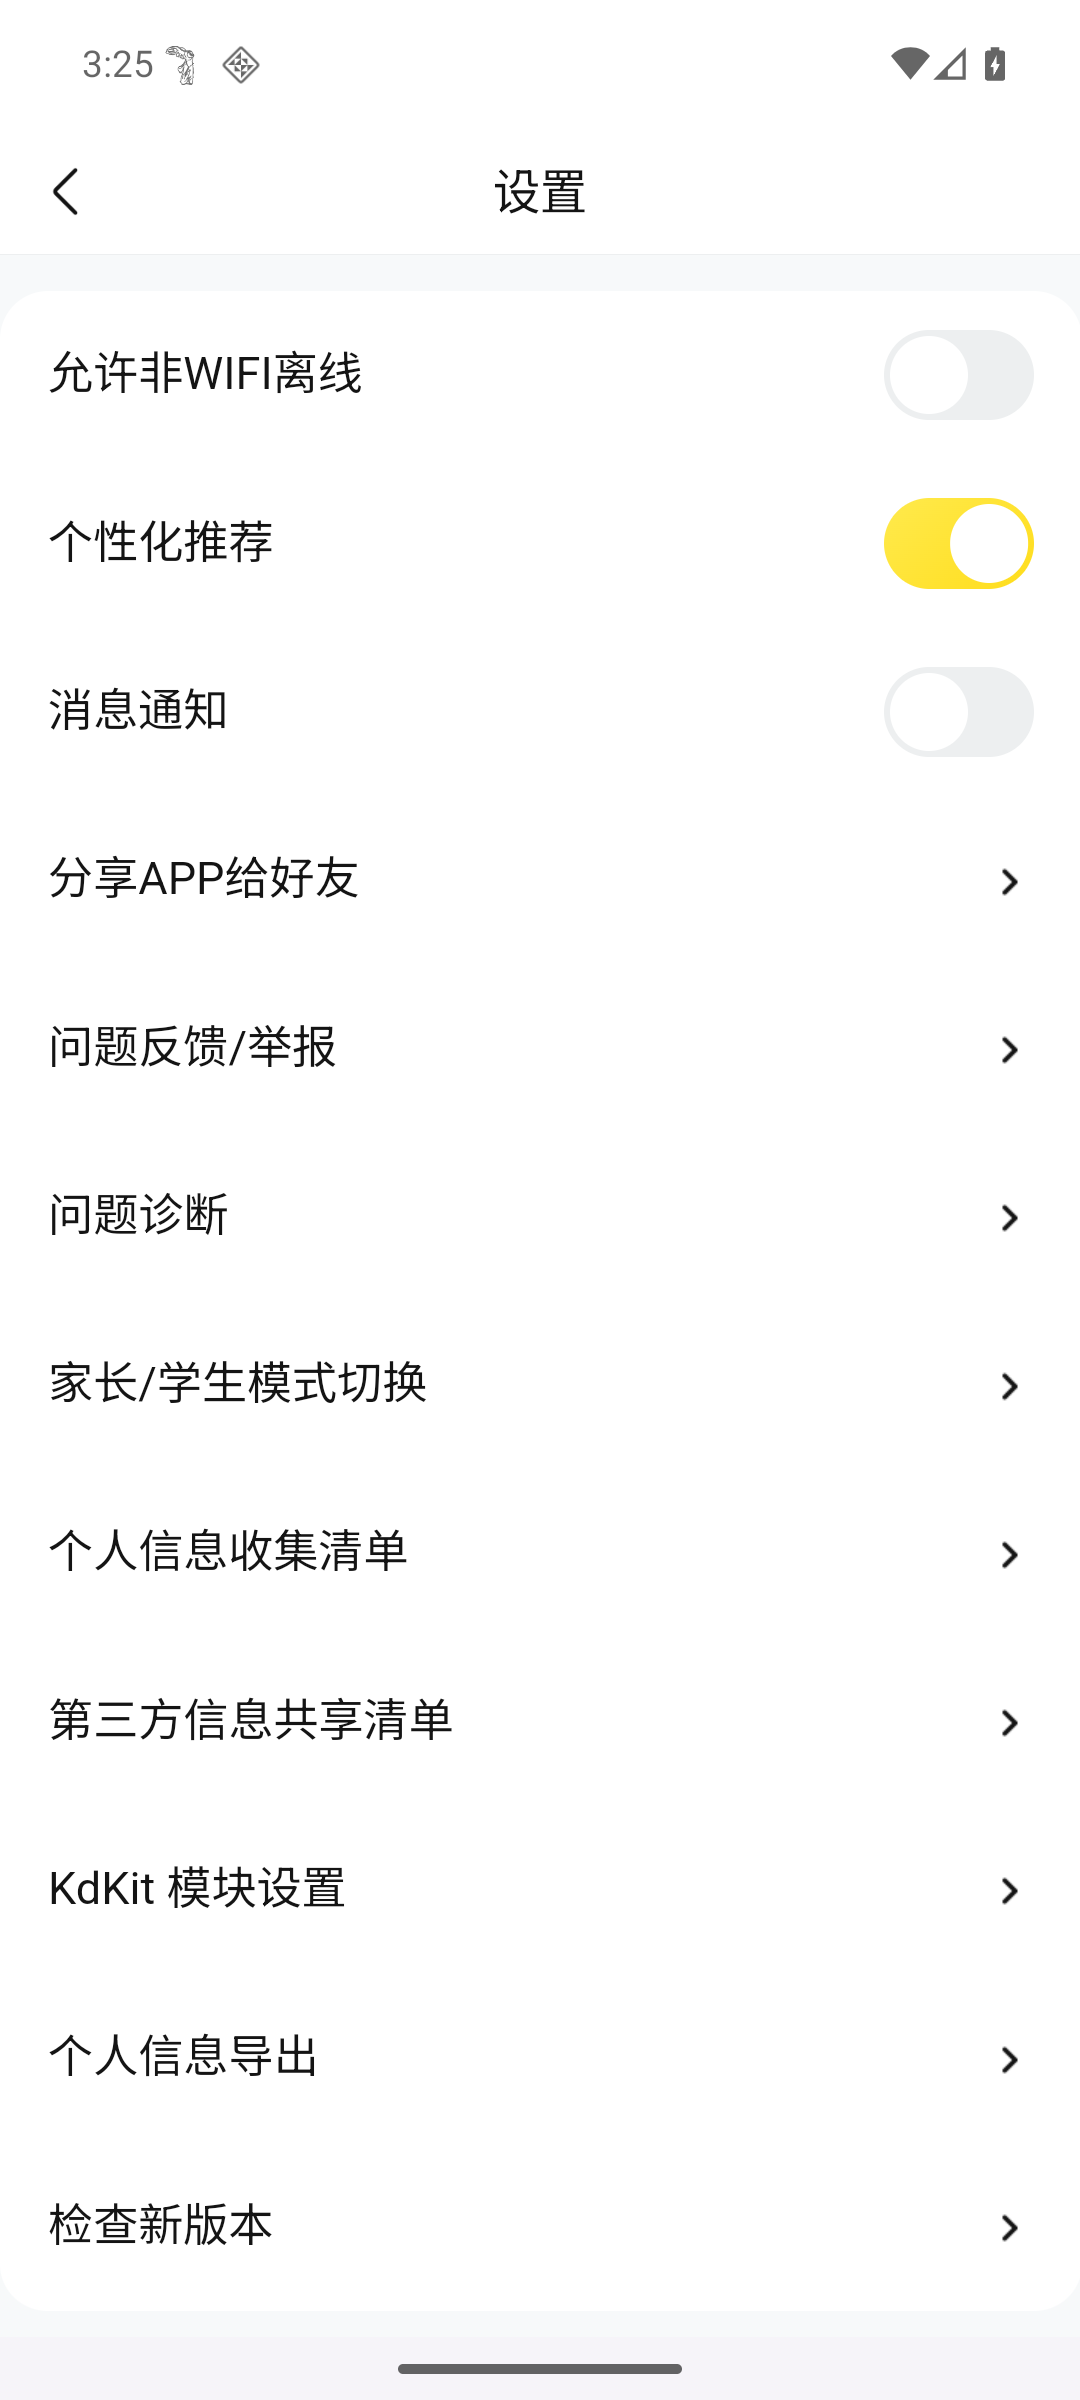 3:25
设置
允许非WIFI离线
个性化推荐
消息通知
分享APP给好友
问题反馈/举报
问题诊断
家长/学生模式切换
个人信息收集清单
第三方信息共享清单
KdKit 模块设置
个人信息导出
检查新版本